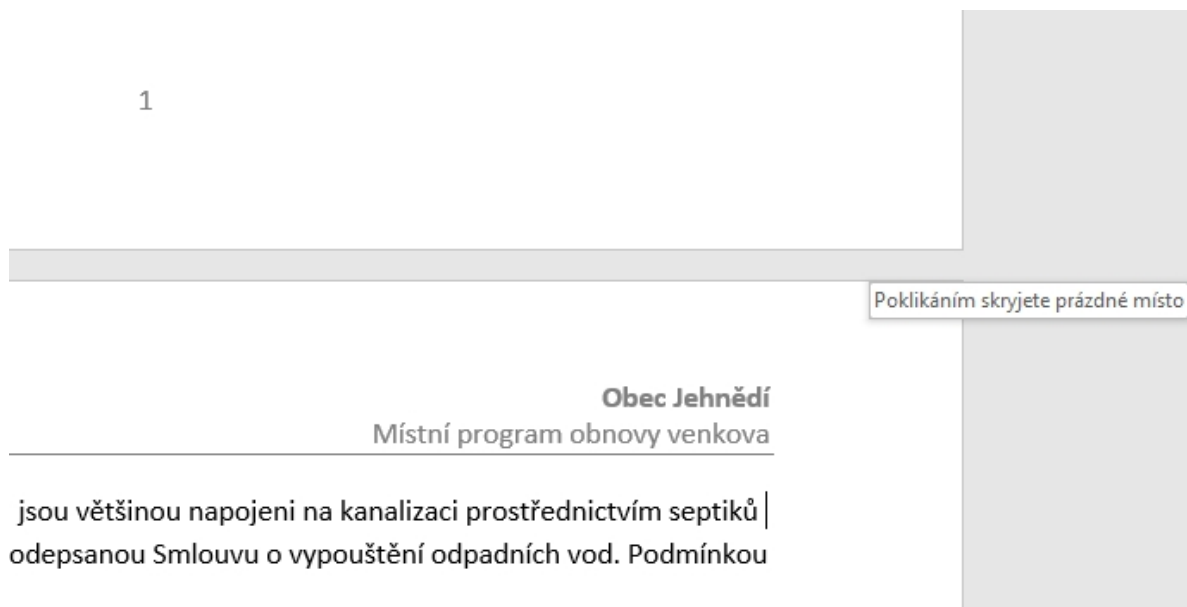 1
Poklikáním skryjete prázdné místo
Obec Jehnědí
Místní program obnovy venkova
jsou většinou napojeni na kanalizaci prostřednictvím septiků
odepsanou Smlouvu o vypouštění odpadních vod. Podmínkou